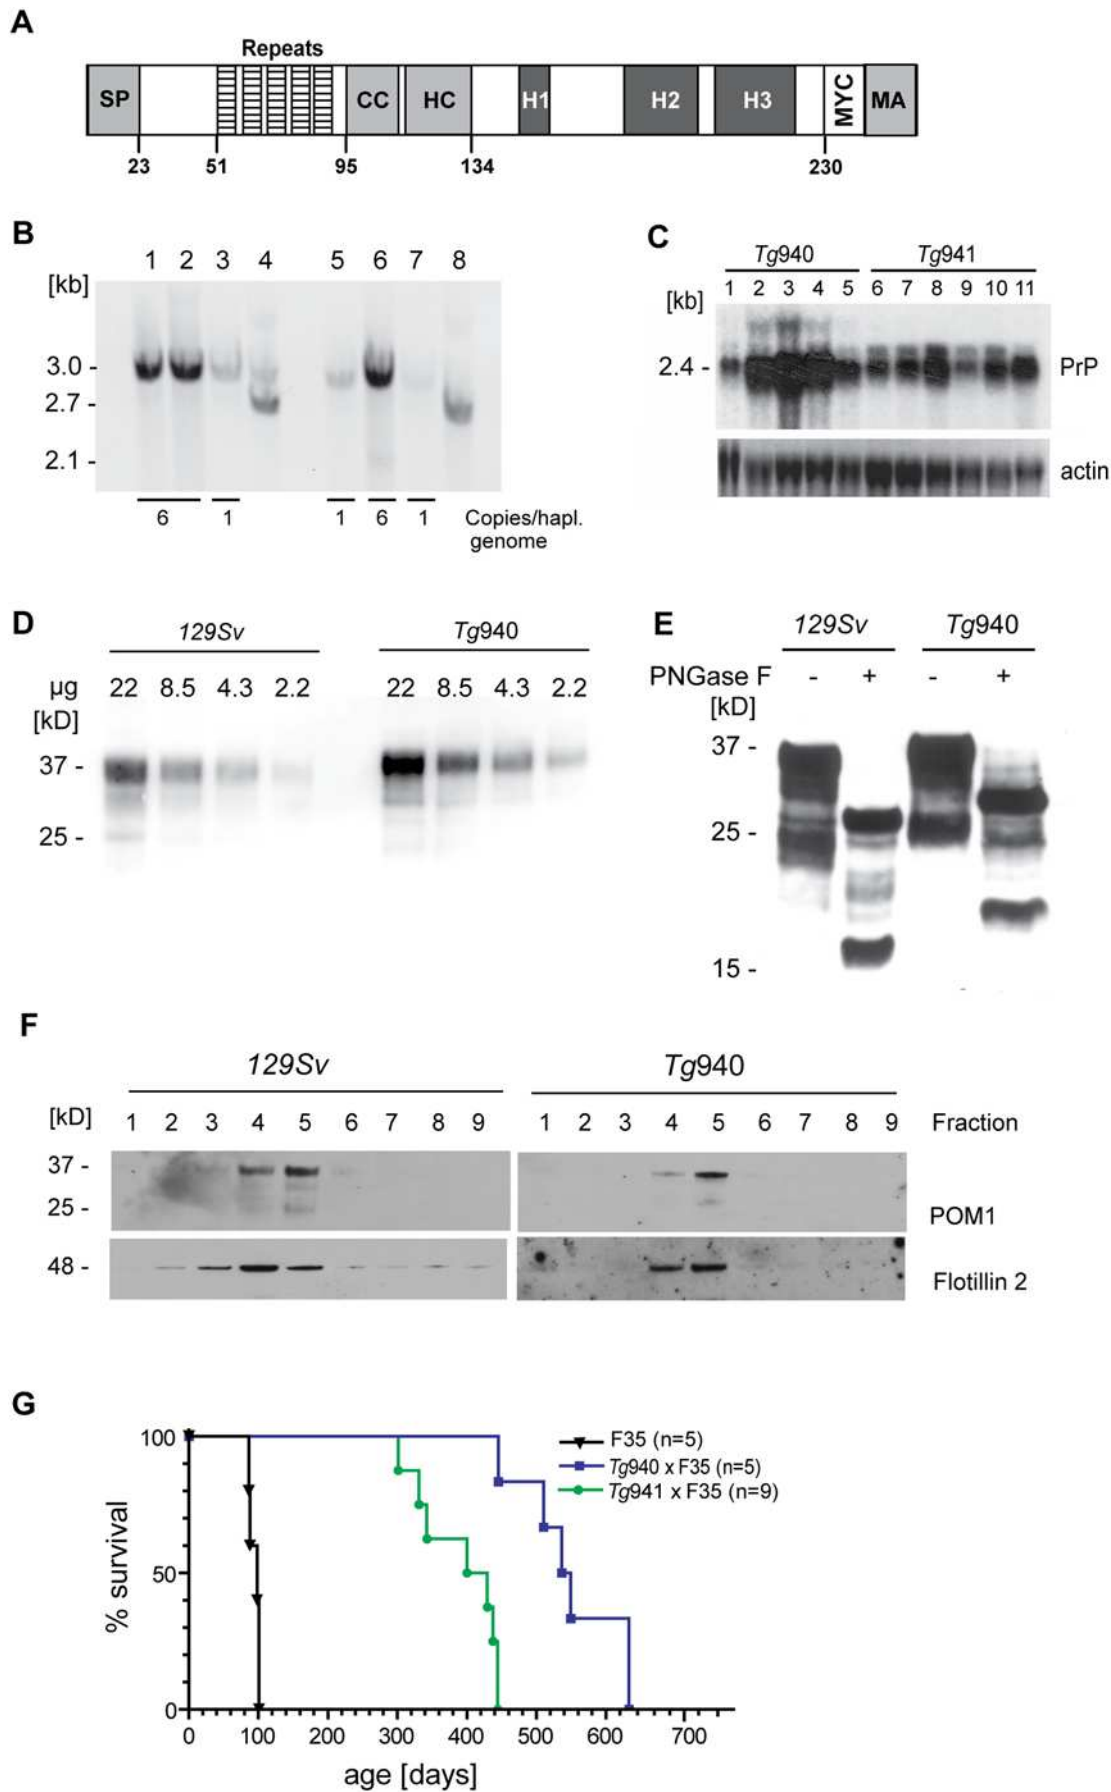 A
Repeats
SP CC HC H1 H2 H3 MYC MA
23 51 95 134 230
B
1 2 3 4 5 6 7 8
[kb]
3.0 -
2.7 -
2.1 -
6 1 1 6 1 Copies/hapl.
genome
C
Tg940 Tg941
1 2 3 4 5 6 7 8 9 10 11
[kb]
2.4 - PrP
actin
D
129Sv Tg940
µg 22 8.5 4.3 2.2 22 8.5 4.3 2.2
[kD]
37 -
25 -
E
129Sv Tg940
PNGase F - + - +
[kD]
37 -
25 -
15 -
F
129Sv Tg940
[kD] 1 2 3 4 5 6 7 8 9 1 2 3 4 5 6 7 8 9 Fraction
37 -
25 -
POM1
48 -
Flotillin 2
G
100
50
0
% survival
F35 (n=5)
Tg940 x F35 (n=5)
Tg941 x F35 (n=9)
0 100 200 300 400 500 600 700
age [days]